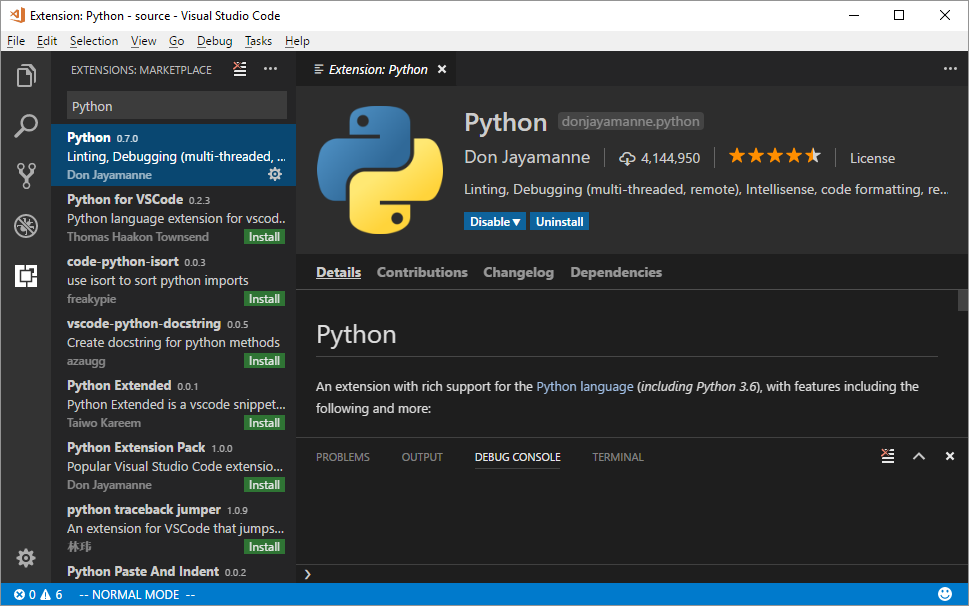 Extension: Python - source - Visual Studio Code
File Edit Selection View Go Debug Tasks Help
EXTENSIONS: MARKETPLACE
Python
Python 0.7.0
Linting, Debugging (multi-threaded, ...
Don Jayamanne
Python for VSCode 0.2.3
Python language extension for vscod...
Thomas Haakon Townsend Install
code-python-isort 0.0.3
use isort to sort python imports
freakypie Install
vscode-python-docstring 0.0.5
Create docstring for python methods
azaugg Install
Python Extended 0.0.1
Python Extended is a vscode snippet...
Taiwo Kareem Install
Python Extension Pack 1.0.0
Popular Visual Studio Code extensio...
Don Jayamanne Install
python traceback jumper 1.0.9
An extension for VSCode that jumps...
林玮 Install
Python Paste And Indent 0.0.2
Extension: Python
Python donjayamanne.python
Don Jayamanne 4,144,950 License
Linting, Debugging (multi-threaded, remote), Intellisense, code formatting, re...
Disable Uninstall
Details Contributions Changelog Dependencies
Python
An extension with rich support for the Python language (including Python 3.6), with features including the
following and more:
PROBLEMS OUTPUT DEBUG CONSOLE TERMINAL
0 6 -- NORMAL MODE --